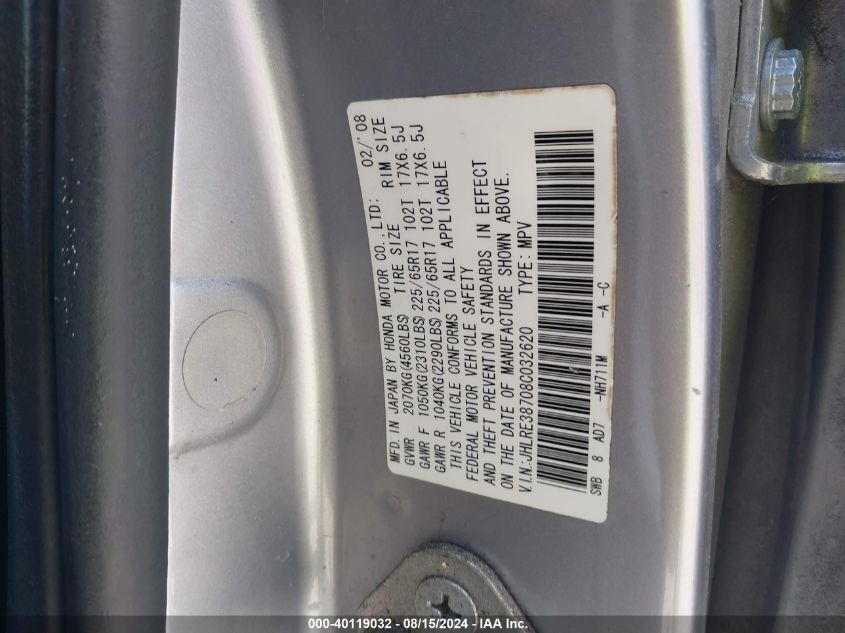 MFD. IN JAPAN BY HONDA MOTOR CO., LTD: 02/'08
TIRE SIZE RIM SIZE
GVWR 2070KG(4560LBS)
GAWR F 1050KG(2310LBS) 225/65R17 102T 17X6.5J
GAWR R 1040KG(2290LBS) 225/65R17 102T 17X6.5J
THIS VEHICLE CONFORMS TO ALL APPLICABLE
FEDERAL MOTOR VEHICLE SAFETY
AND THEFT PREVENTION STANDARDS IN EFFECT
ON THE DATE OF MANUFACTURE SHOWN ABOVE.
V.I.N.: JHLRE38708C032620 TYPE: MPV
SWB 8 A07 -NH711M -A -C
000-40119032 - 08/15/2024 - IAA Inc.